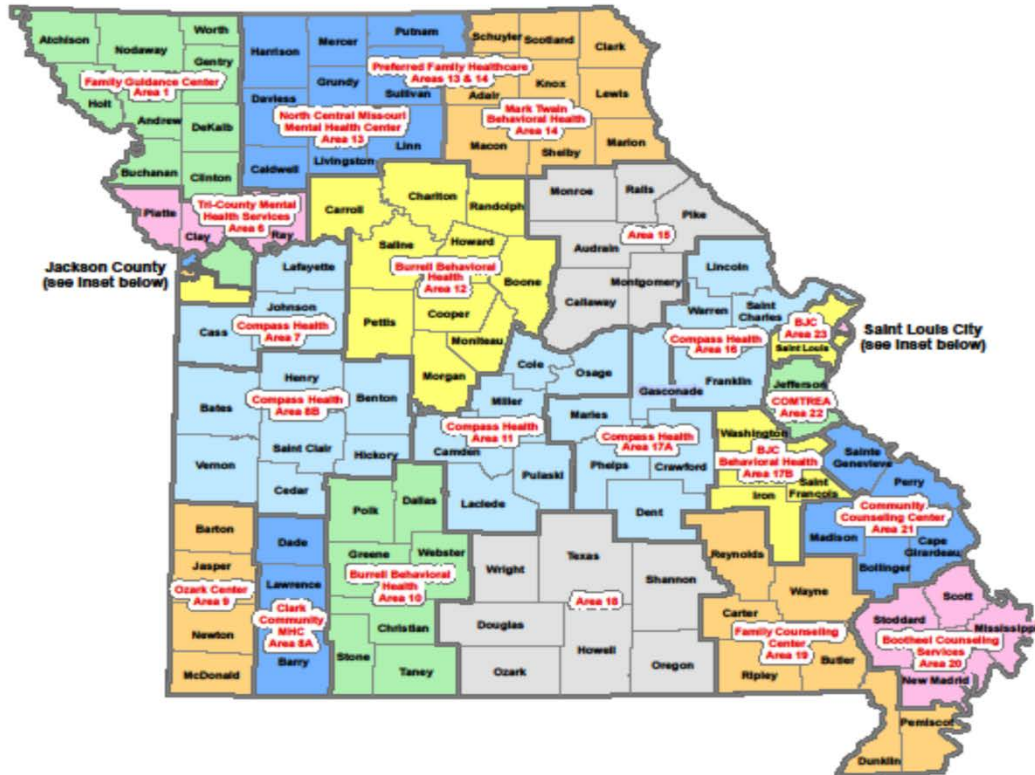 Atchison
Nodaway
Worth
Gentry
Family Guidance Center
Area 1
Holt
Andrew
DeKalb
Buchanan
Clinton
Harrison
Mercer
Putnam
Preferred Family Healthcare
Areas 13 & 14
Grundy
Sullivan
Daviess
North Central Missouri
Mental Health Center
Area 13
Linn
Caldwell
Livingston
Schuyler
Scotland
Clark
Adair
Knox
Lewis
Mark Twain
Behavioral Health
Area 14
Macon
Shelby
Marion
Platte
Tri-County Mental
Health Services
Area 6
Clay
Ray
Carroll
Chariton
Randolph
Saline
Howard
Burrell Behavioral
Health
Area 12
Boone
Pettis
Cooper
Moniteau
Morgan
Monroe
Ralls
Pike
Audrain
Area 15
Montgomery
Callaway
Jackson County
(see Inset below)
Lafayette
Johnson
Cass
Compass Health
Area 7
Lincoln
Warren
Saint
Charles
Compass Health
Area 16
Franklin
BJC
Area 23
Saint Louis
Saint Louis City
(see Inset below)
Jefferson
COMTREA
Area 22
Henry
Bates
Compass Health
Area 8B
Benton
Saint Clair
Vernon
Hickory
Cedar
Cole
Osage
Miller
Compass Health
Area 11
Camden
Pulaski
Laclede
Gasconade
Maries
Compass Health
Area 17A
Phelps
Crawford
Dent
Washington
BJC
Behavioral Health
Area 17B
Iron
Saint
Francois
Sainte
Genevieve
Perry
Community
Counseling Center
Area 21
Madison
Cape
Girardeau
Bollinger
Barton
Jasper
Ozark Center
Area 9
Newton
McDonald
Dade
Lawrence
Clark
Community
MHC
Area 8A
Barry
Polk
Dallas
Greene
Webster
Burrell Behavioral
Health
Area 10
Christian
Stone
Taney
Wright
Texas
Shannon
Area 18
Douglas
Howell
Ozark
Oregon
Reynolds
Wayne
Carter
Family Counseling
Center
Area 19
Butler
Ripley
Scott
Stoddard
Mississippi
Bootheel Counseling
Services
Area 20
New Madrid
Pemiscot
Dunklin